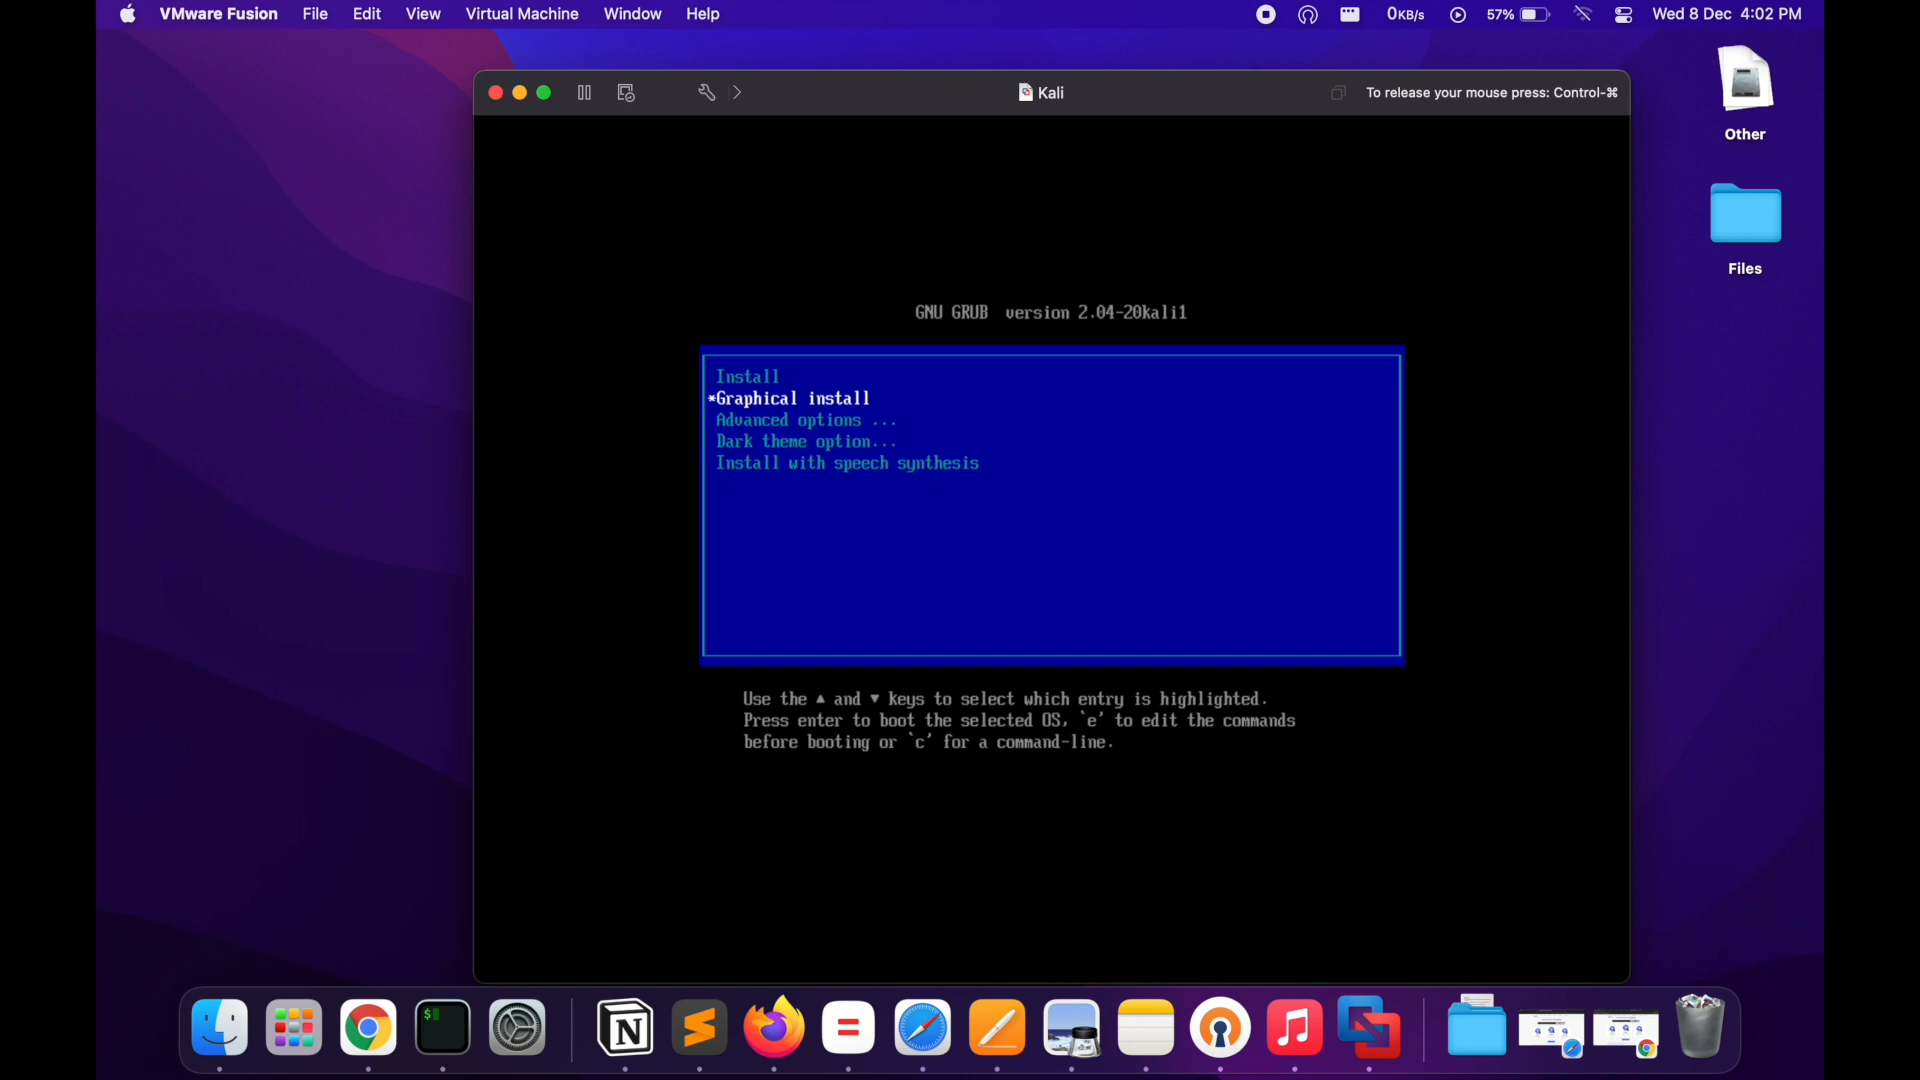 VMware Fusion File Edit View Virtual Machine Window Help 0KB/s 57% Wed 8 Dec 4:02 PM
Kali To release your mouse press: Control-⌘
Other
Files
GNU GRUB version 2.04-20kali1
Install
*Graphical install
Advanced options ...
Dark theme option...
Install with speech synthesis
Use the ▲ and ▼ keys to select which entry is highlighted.
Press enter to boot the selected OS, `e' to edit the commands
before booting or `c' for a command-line.
$
N